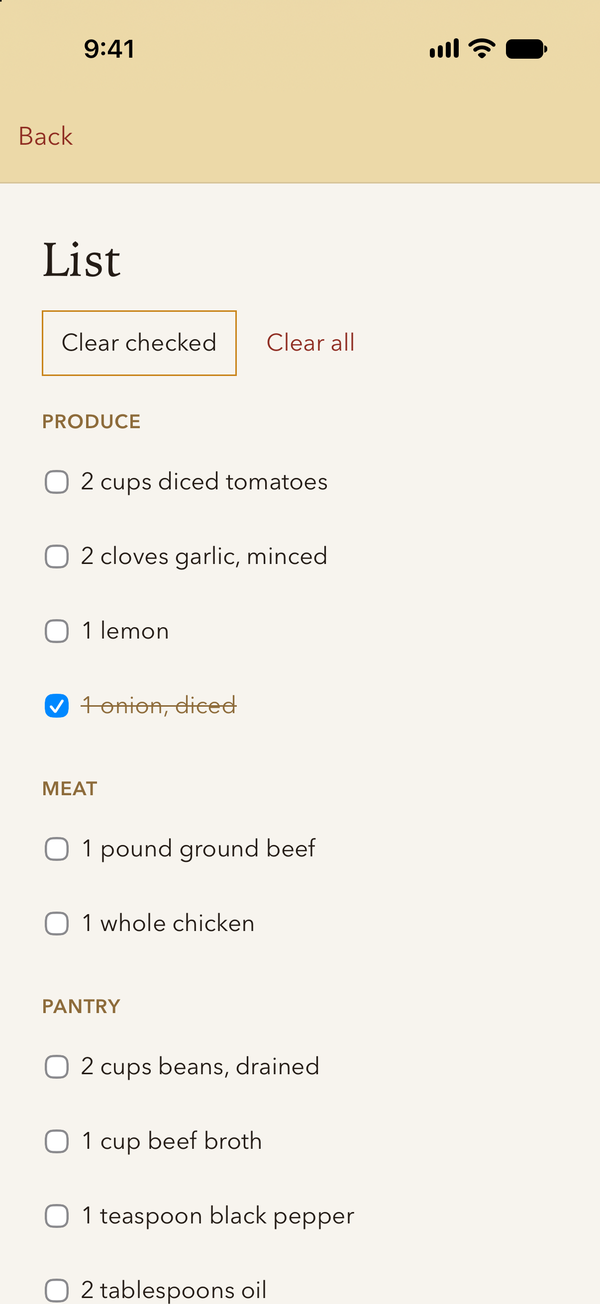 9:41
Back
List
Clear checked Clear all
PRODUCE
2 cups diced tomatoes
2 cloves garlic, minced
1 lemon
1 onion, diced
MEAT
1 pound ground beef
1 whole chicken
PANTRY
2 cups beans, drained
1 cup beef broth
1 teaspoon black pepper
2 tablespoons oil